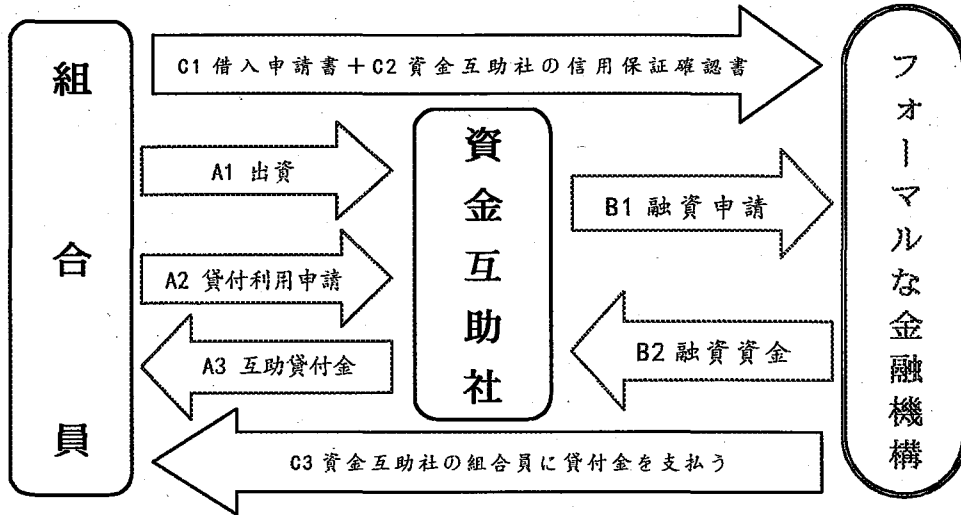 組合員
C1 借入申請書＋C2 資金互助社の信用保証確認書
フォーマルな金融機構
資金互助社
A1 出資
B1 融資申請
A2 貸付利用申請
A3 互助貸付金
B2 融資資金
C3 資金互助社の組合員に貸付金を支払う